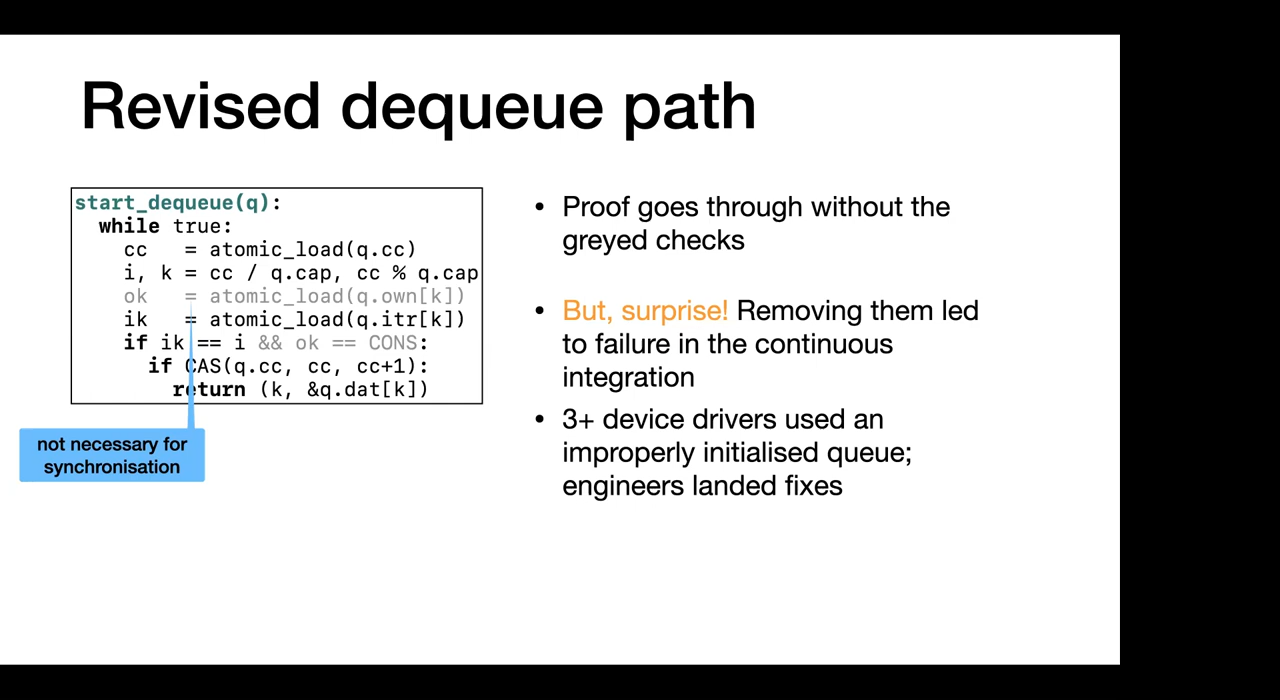 Revised dequeue path
start_dequeue(q):
while true:
cc = atomic_load(q.cc)
i, k = cc / q.cap, cc % q.cap
ok = atomic_load(q.own[k])
ik = atomic_load(q.itr[k])
if ik == i && ok == CONS:
if CAS(q.cc, cc, cc+1):
return (k, &q.dat[k])
not necessary for
synchronisation
• Proof goes through without the
greyed checks
• But, surprise! Removing them led
to failure in the continuous
integration
• 3+ device drivers used an
improperly initialised queue;
engineers landed fixes